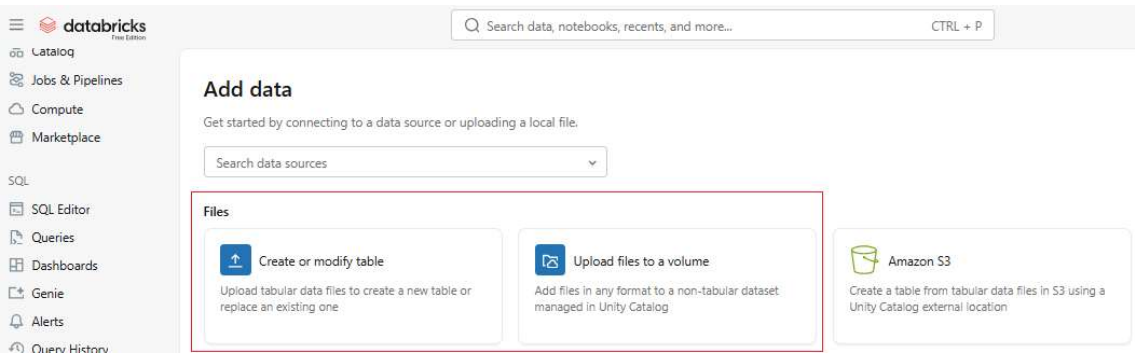 databricks
Free Edition
Search data, notebooks, recents, and more...
CTRL + P
Catalog
Jobs & Pipelines
Compute
Marketplace
SQL
SQL Editor
Queries
Dashboards
Genie
Alerts
Query History
Add data
Get started by connecting to a data source or uploading a local file.
Search data sources
Files
Create or modify table
Upload tabular data files to create a new table or
replace an existing one
Upload files to a volume
Add files in any format to a non-tabular dataset
managed in Unity Catalog
Amazon S3
Create a table from tabular data files in S3 using a
Unity Catalog external location